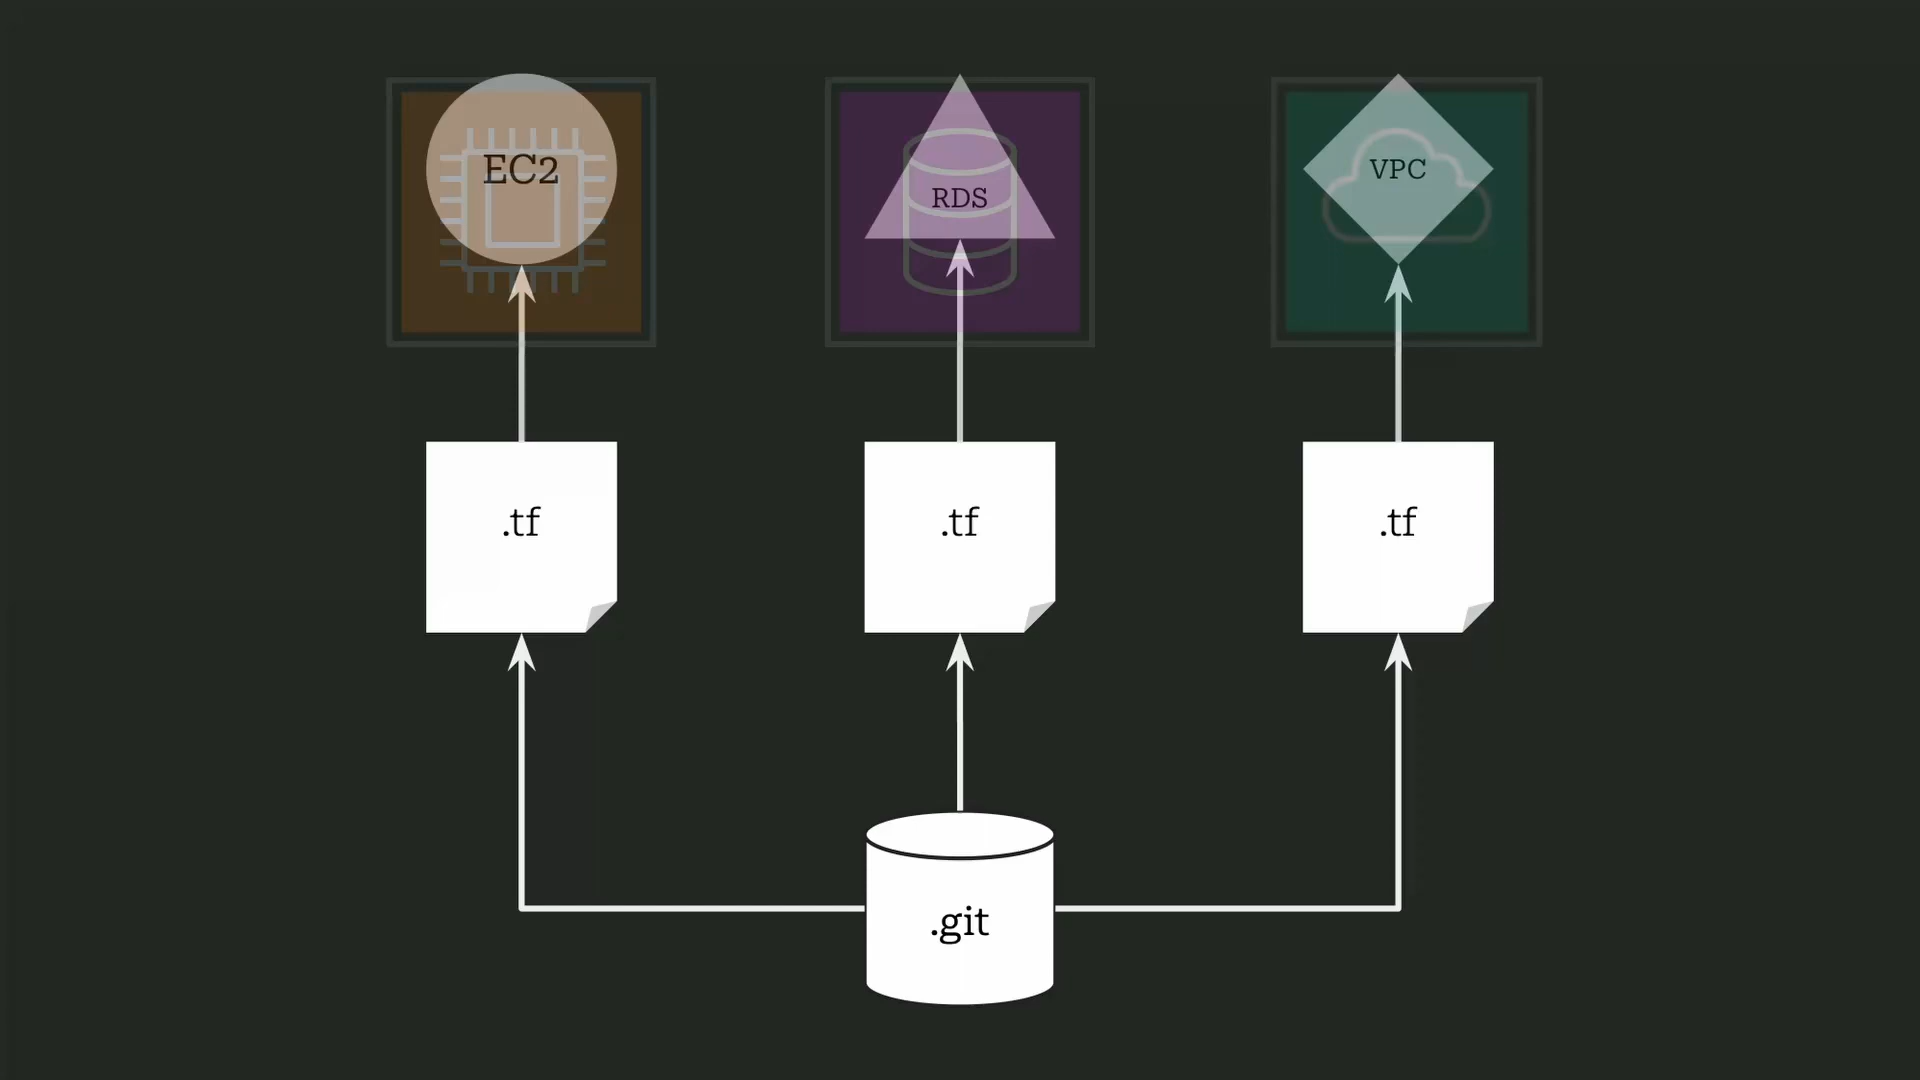 EC2
RDS
VPC
.tf
.tf
.tf
.git